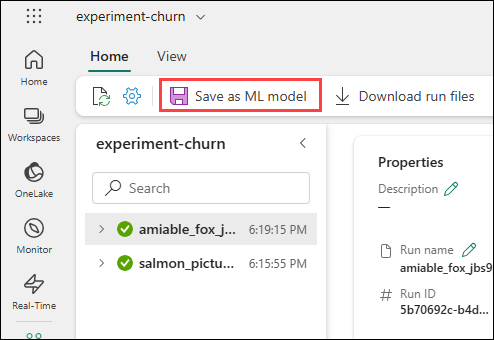 experiment-churn
Home
View
Home
Save as ML model
Download run files
Workspaces
experiment-churn
Properties
OneLake
Search
Description
—
Monitor
amiable_fox_j... 6:19:15 PM
Run name
salmon_pictu... 6:15:55 PM
amiable_fox_jbs9
Real-Time
# Run ID
5b70692c-b4d...